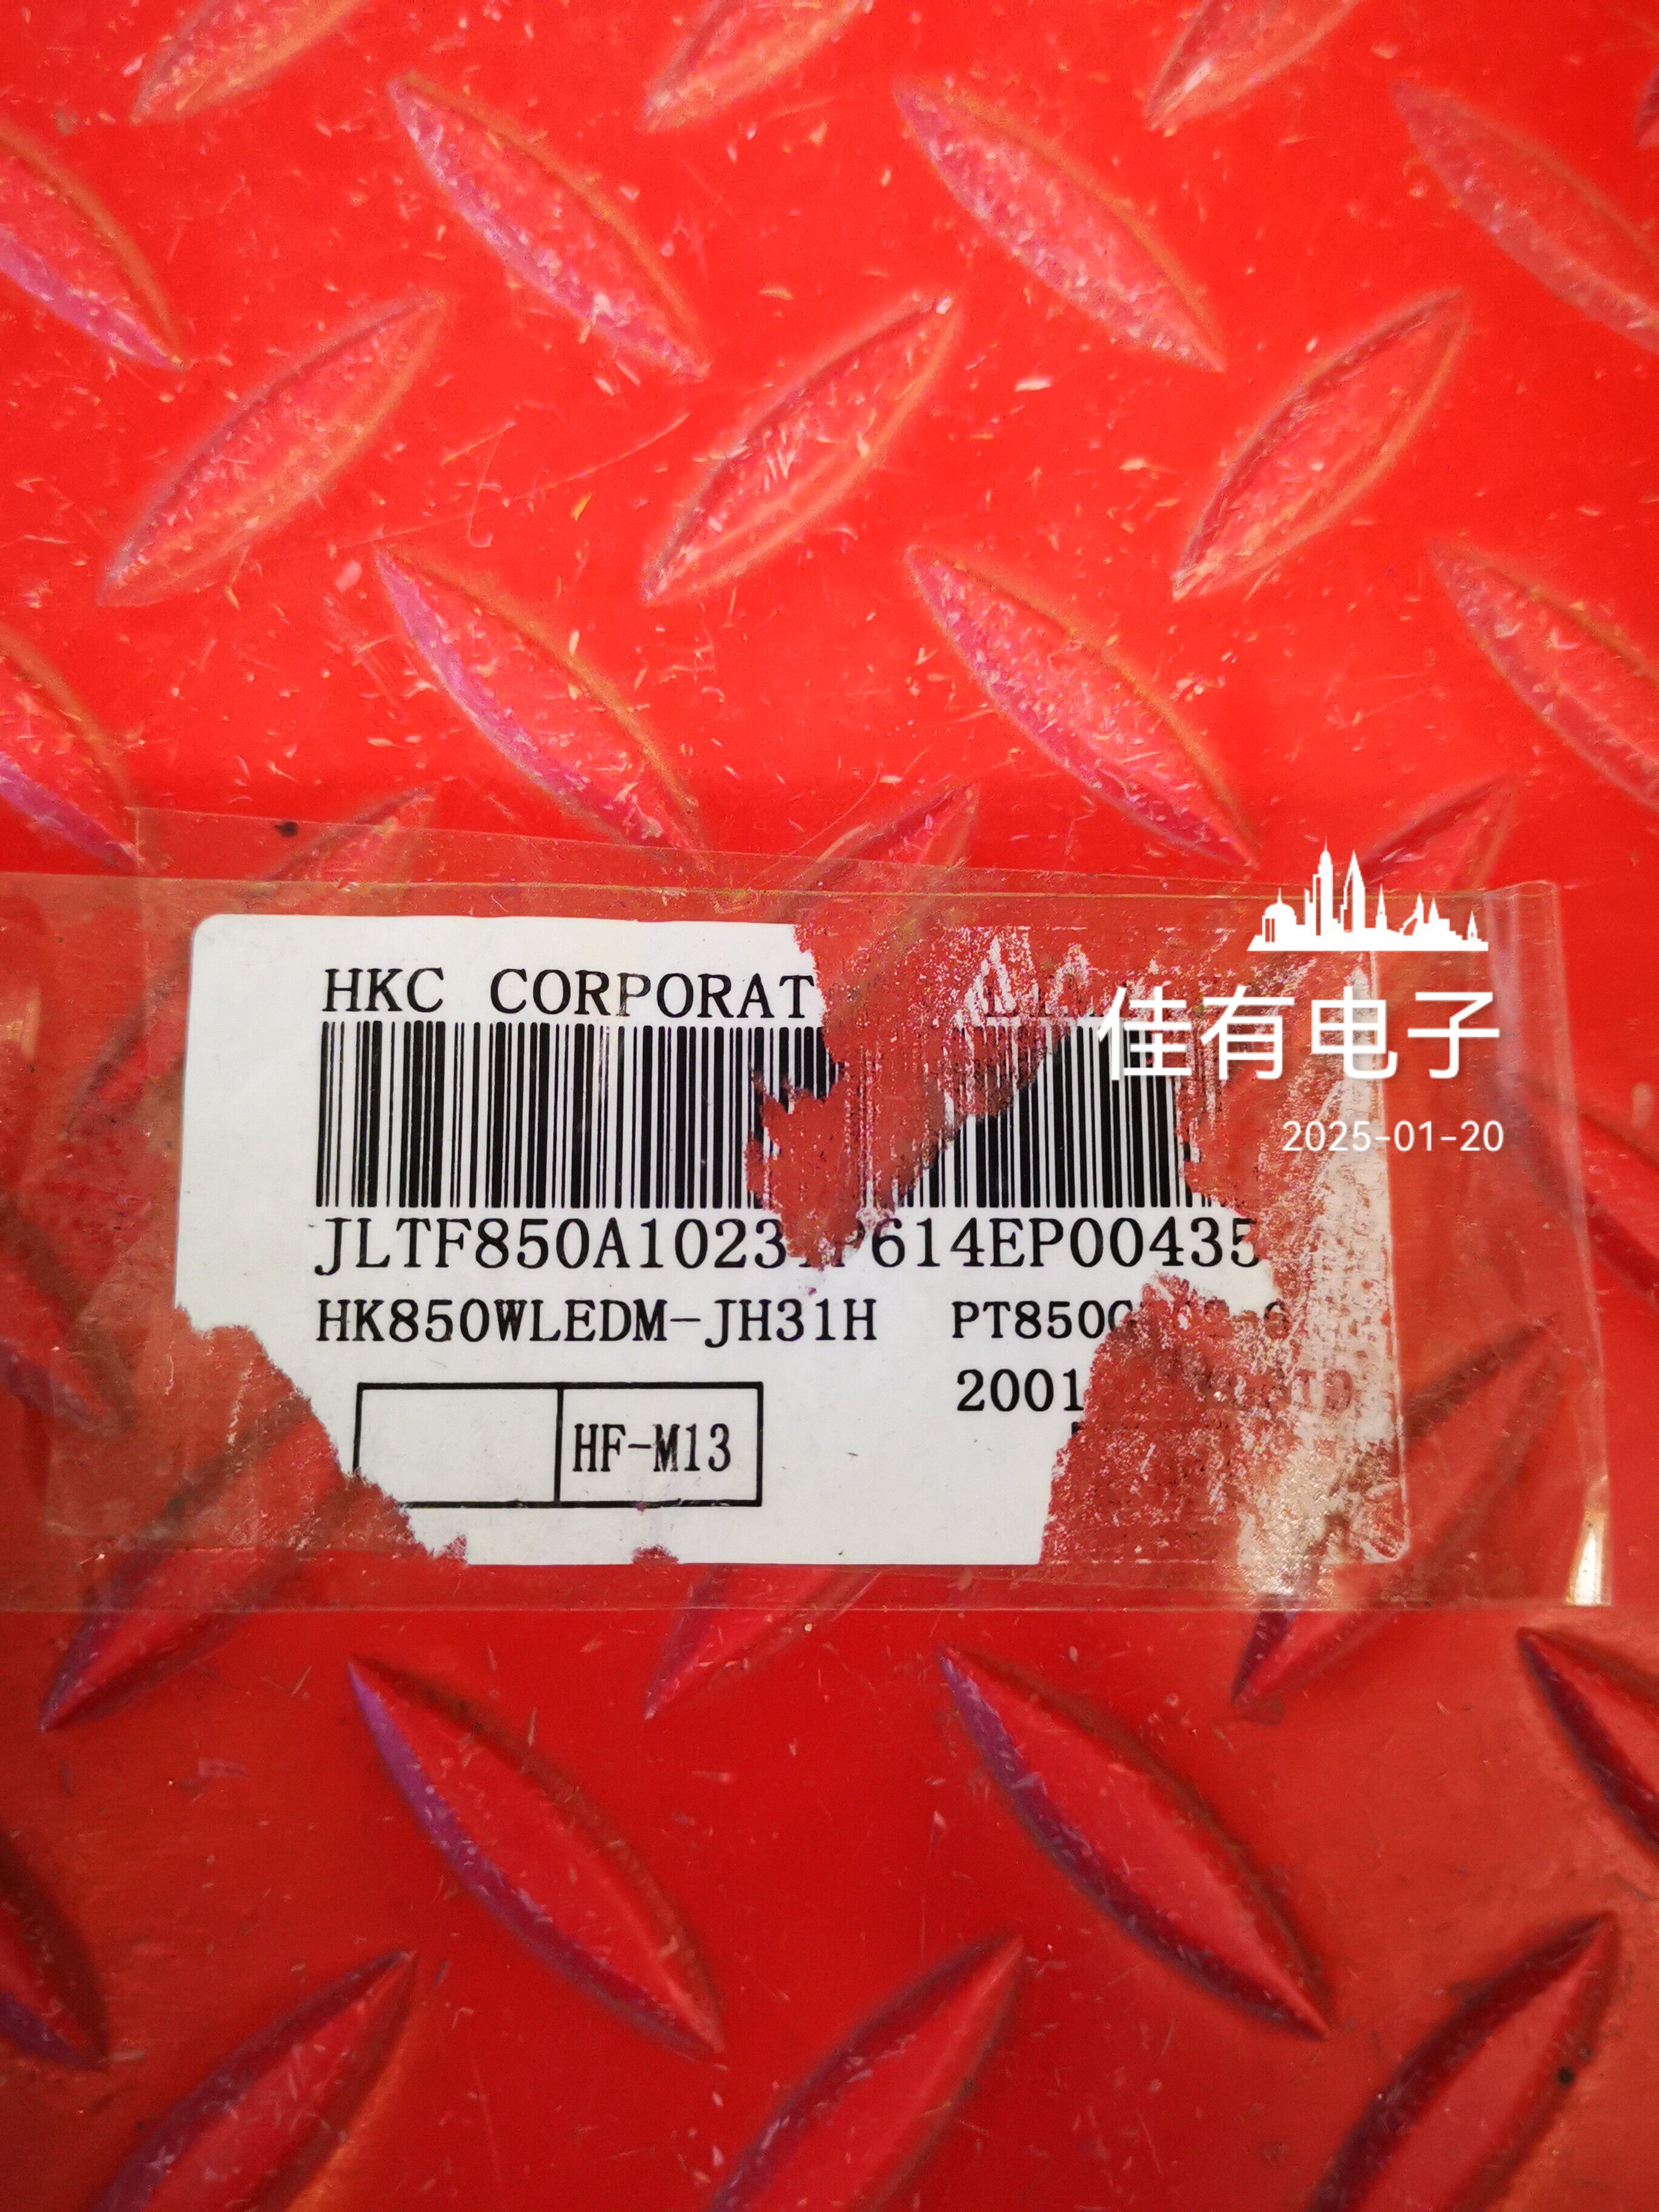 HKC CORPORAT
佳有电子
2025-01-20
JLTF850A1023 P614EP00435
HK850WLEDM-JH31H PT850
2001
HF-M13